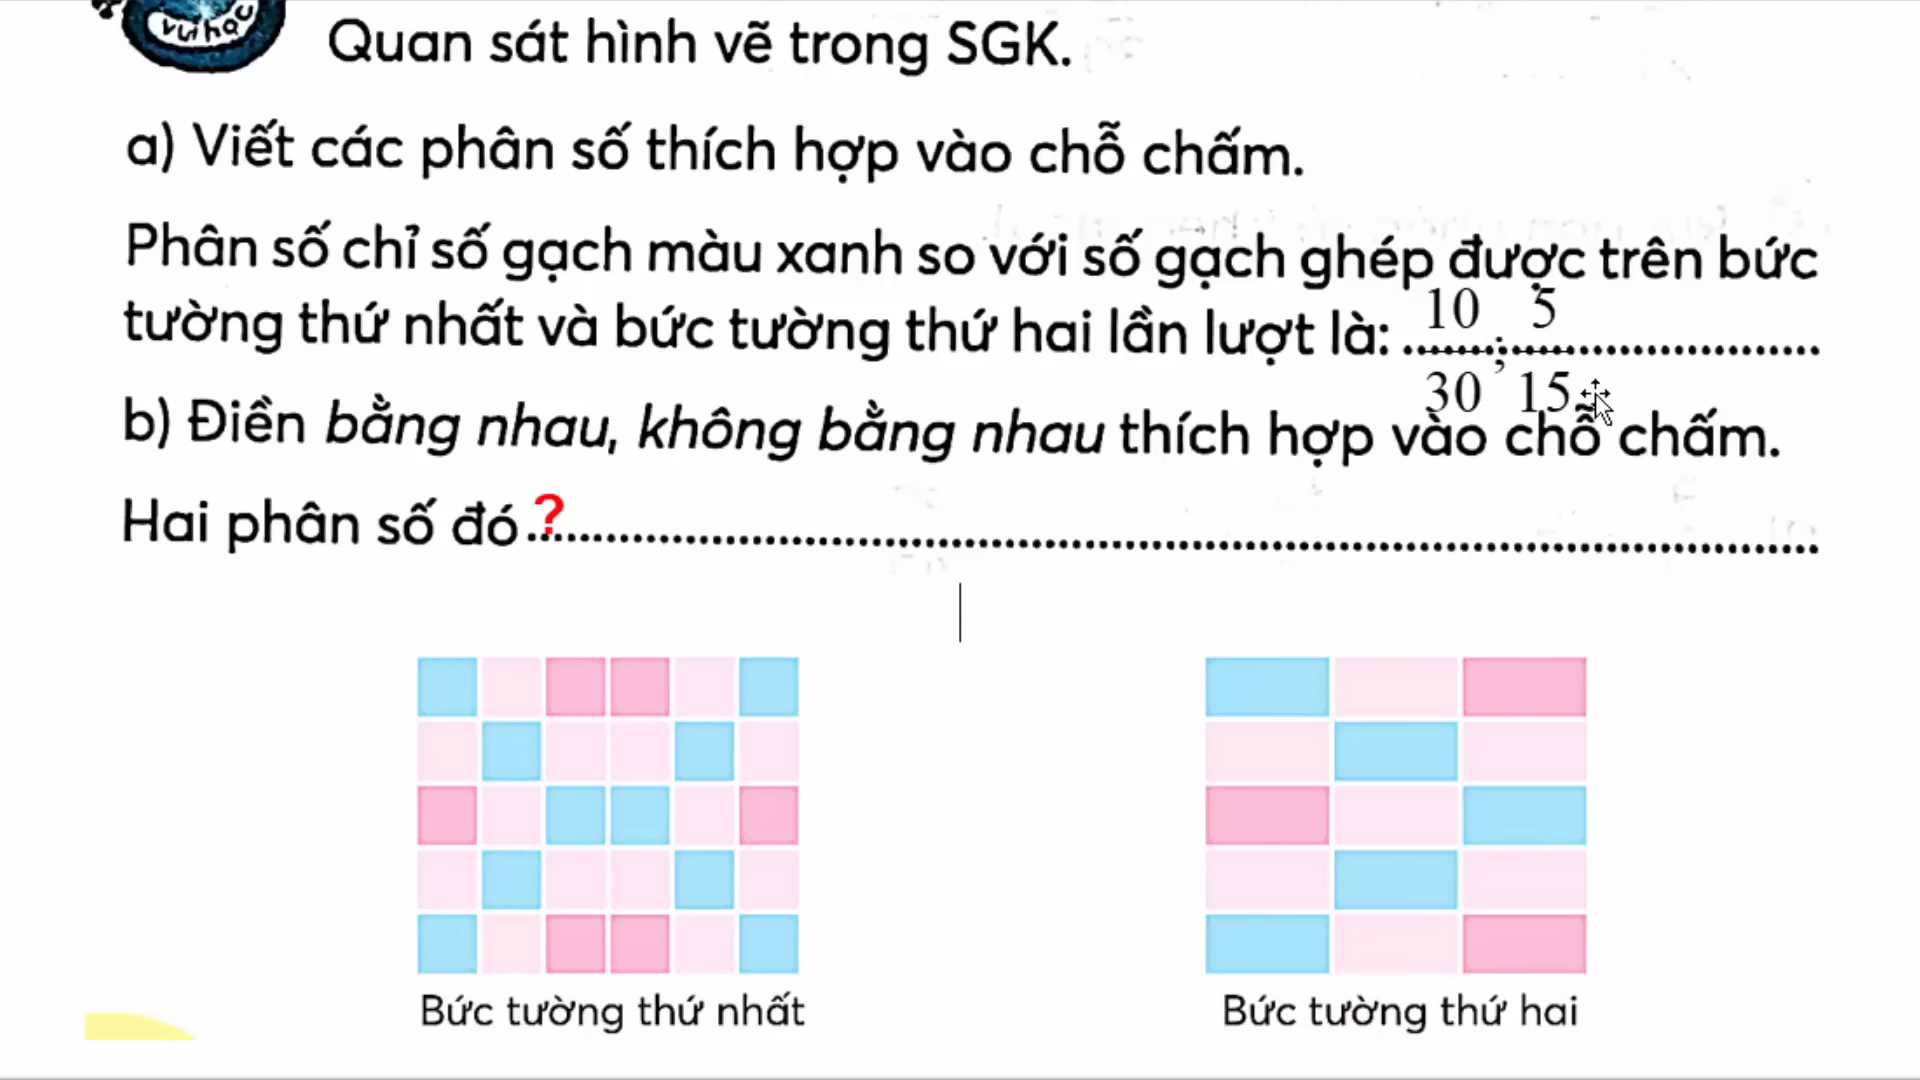 vui học
Quan sát hình vẽ trong SGK.
a) Viết các phân số thích hợp vào chỗ chấm.
Phân số chỉ số gạch màu xanh so với số gạch ghép được trên bức
tường thứ nhất và bức tường thứ hai lần lượt là: 10/30 ; 5/15
b) Điền bằng nhau, không bằng nhau thích hợp vào chỗ chấm.
Hai phân số đó ?........................................
Bức tường thứ nhất
Bức tường thứ hai